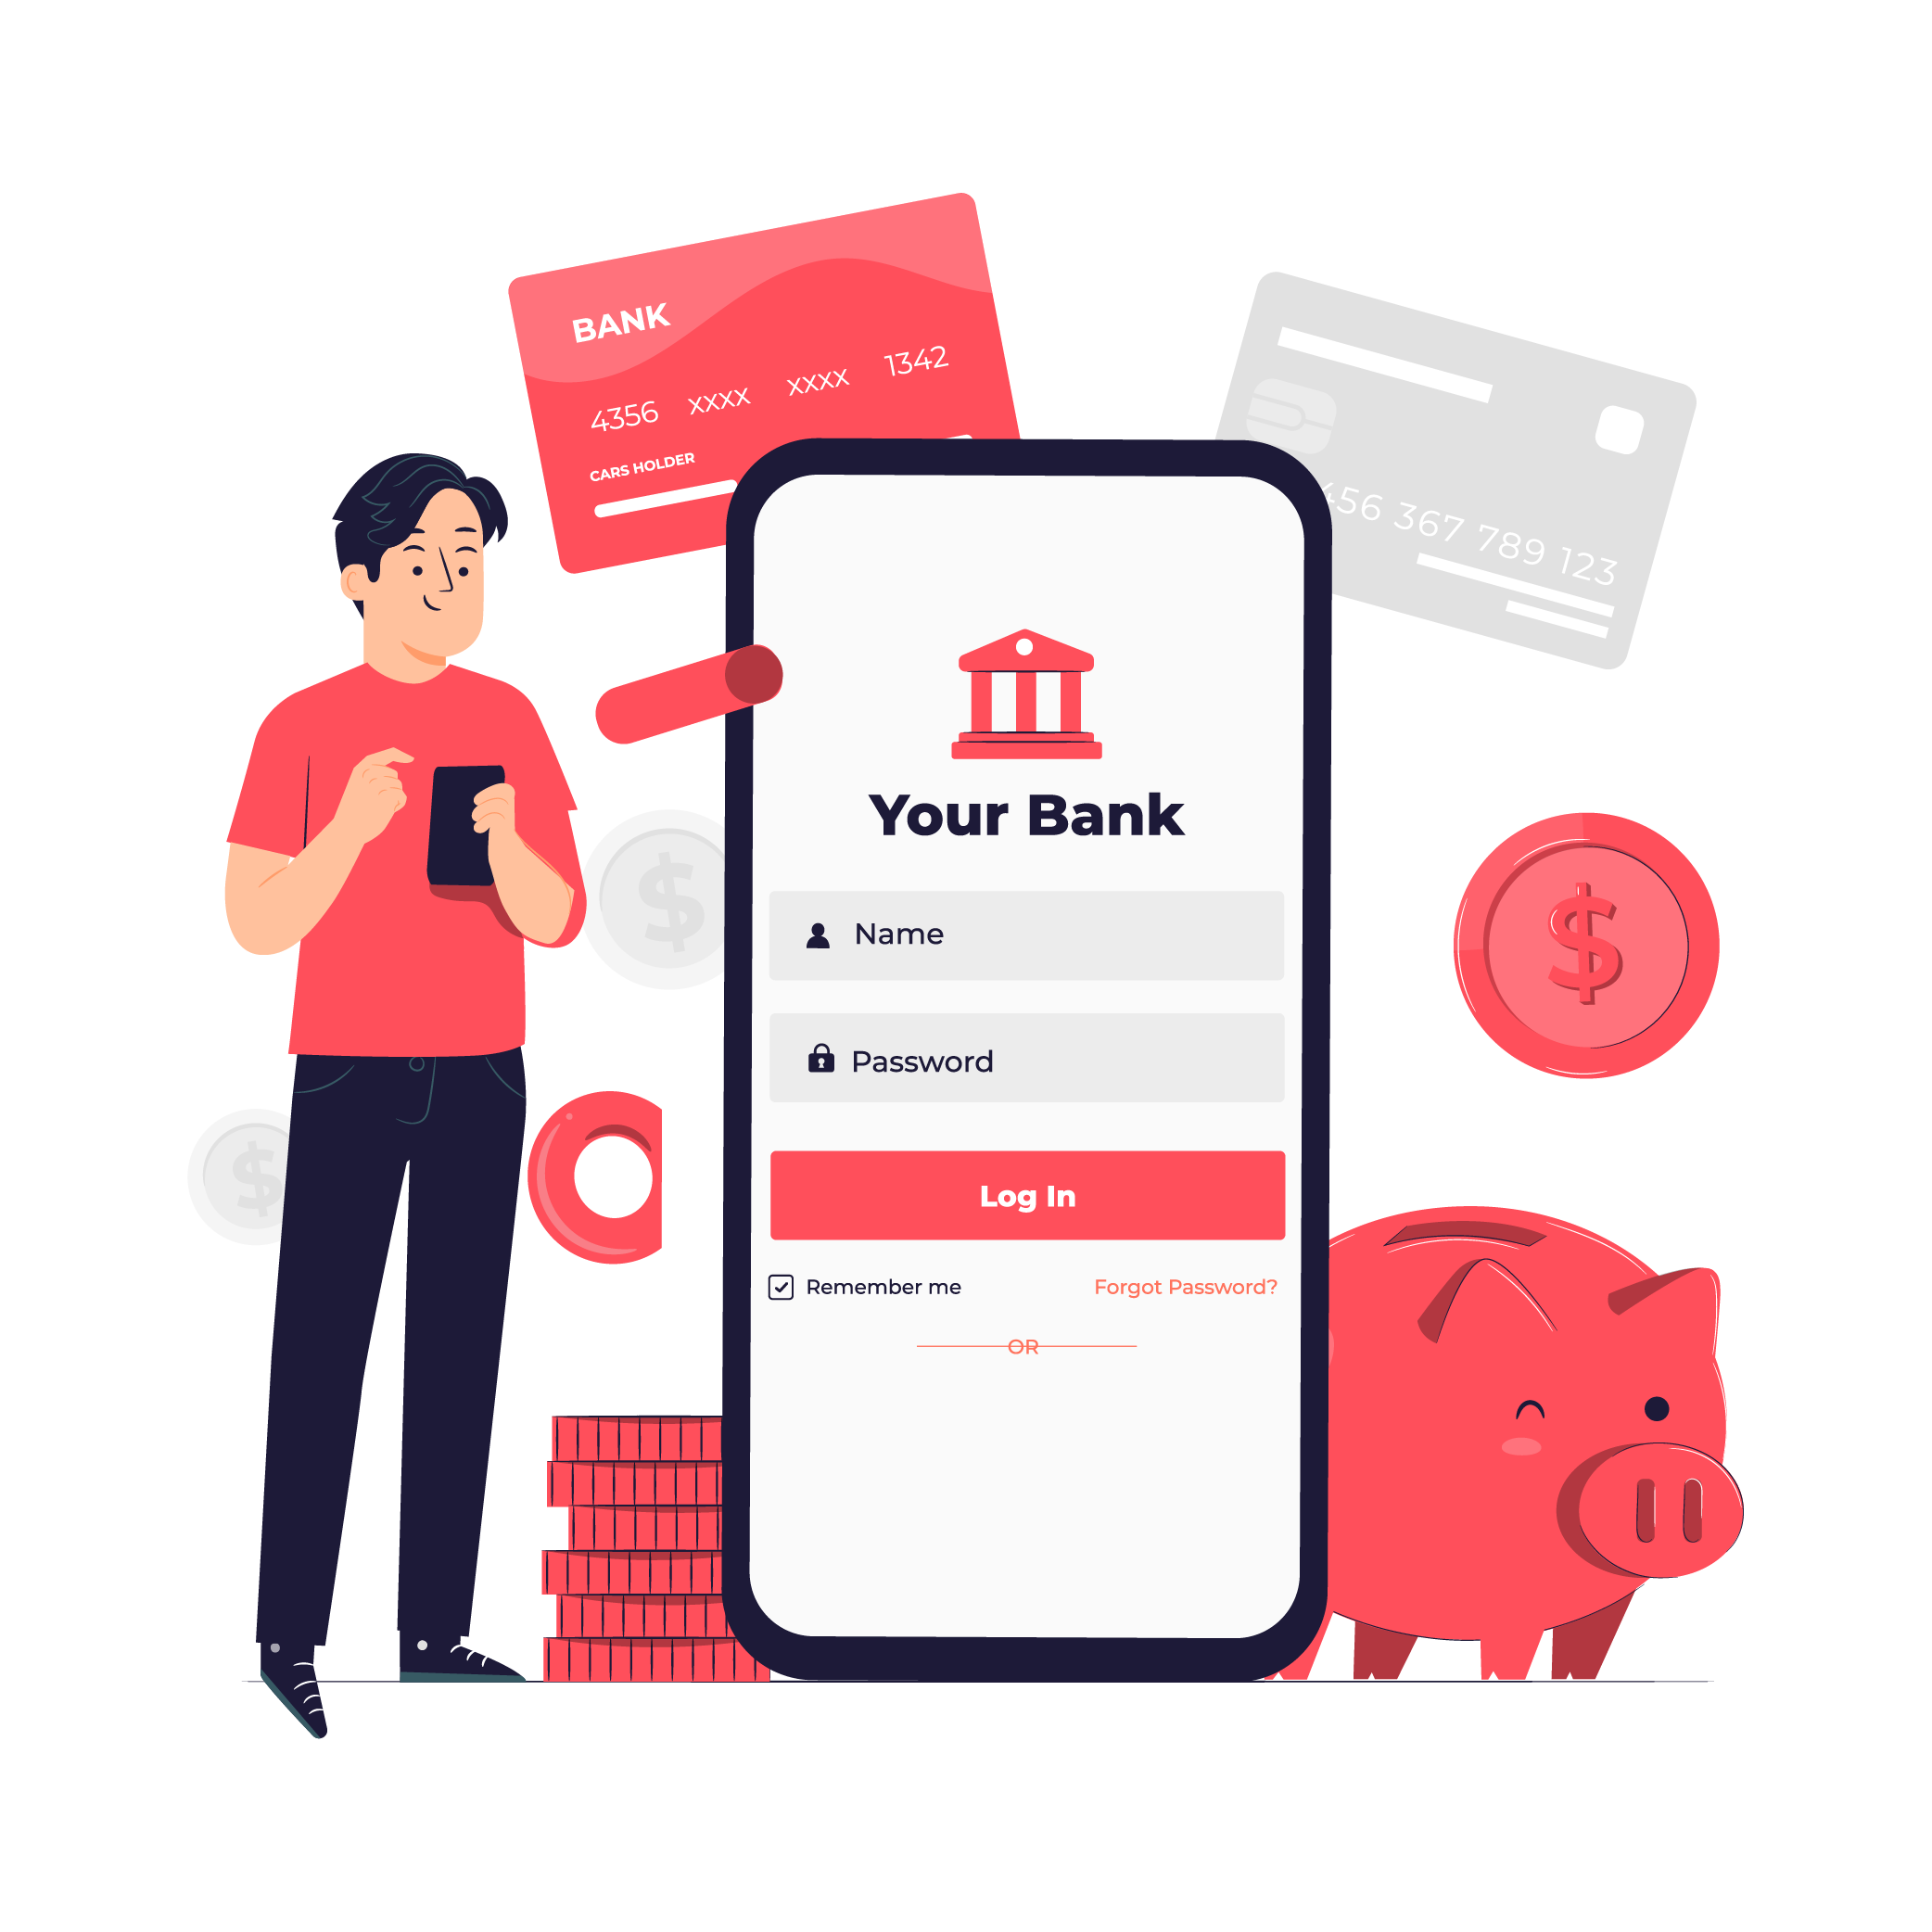 BANK
4356 xxxx xxxx 1342
CARS HOLDER
456 367 789 123
Your Bank
Name
Password
Log In
Remember me Forgot Password?
OR
$
$
$